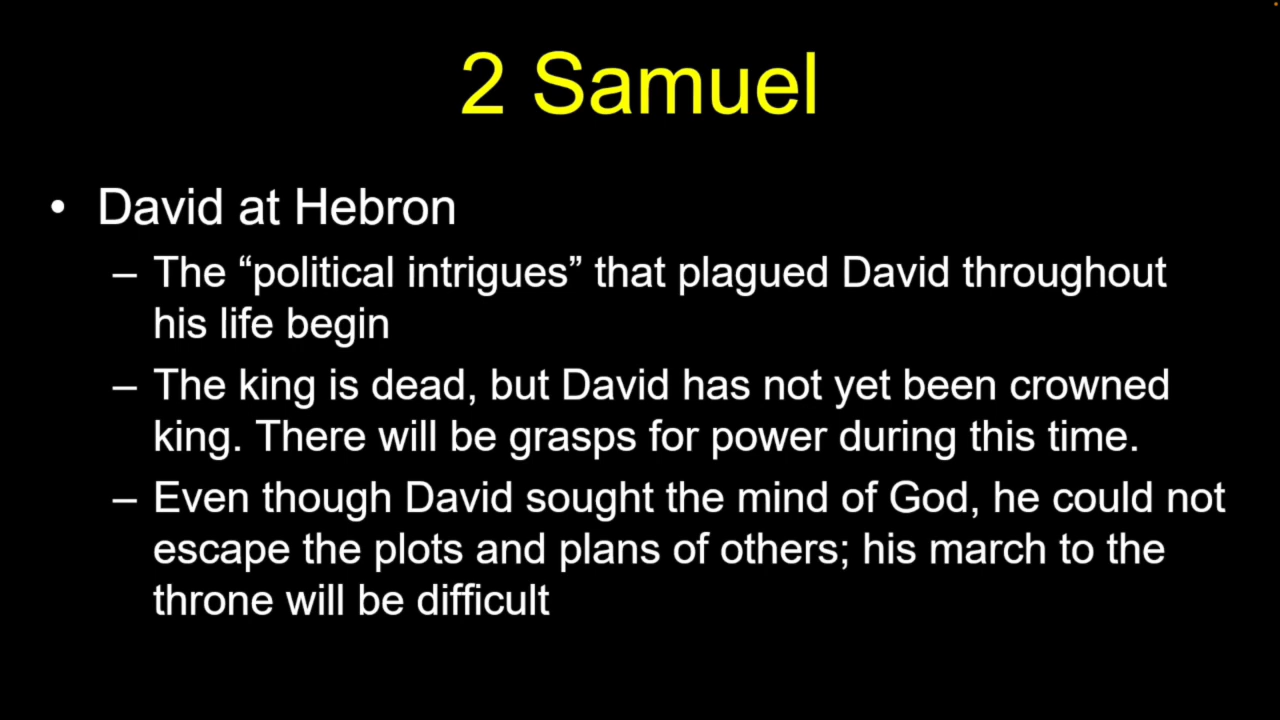 2 Samuel
• David at Hebron
– The “political intrigues” that plagued David throughout
his life begin
– The king is dead, but David has not yet been crowned
king. There will be grasps for power during this time.
– Even though David sought the mind of God, he could not
escape the plots and plans of others; his march to the
throne will be difficult